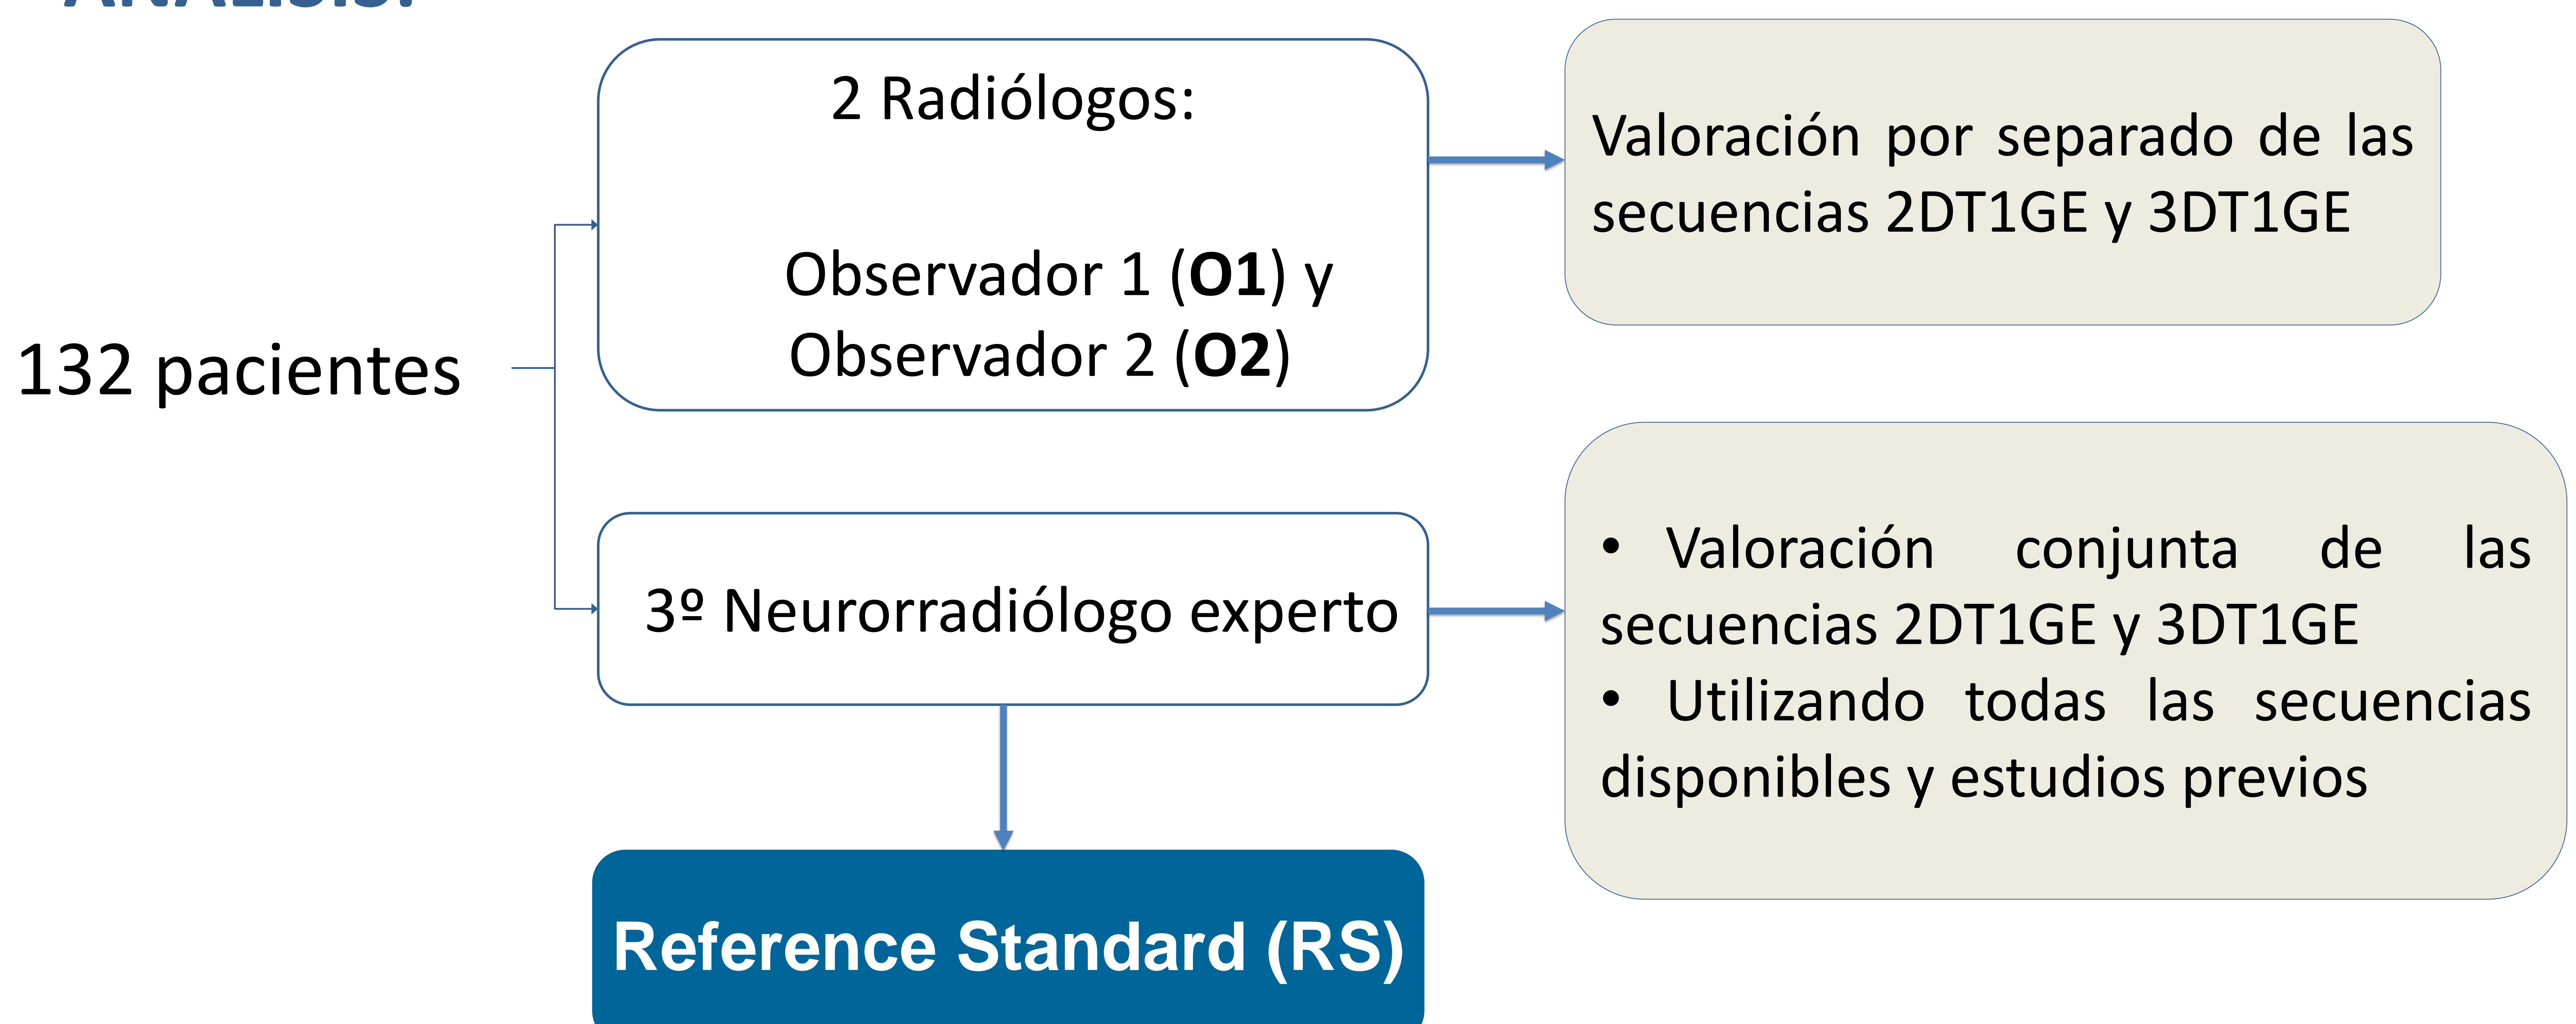 ANÁLISIS:
2 Radiólogos:
Observador 1 (O1) y
Observador 2 (O2)
Valoración por separado de las
secuencias 2DT1GE y 3DT1GE
132 pacientes
3º Neurorradiólogo experto
• Valoración conjunta de las
secuencias 2DT1GE y 3DT1GE
• Utilizando todas las secuencias
disponibles y estudios previos
Reference Standard (RS)